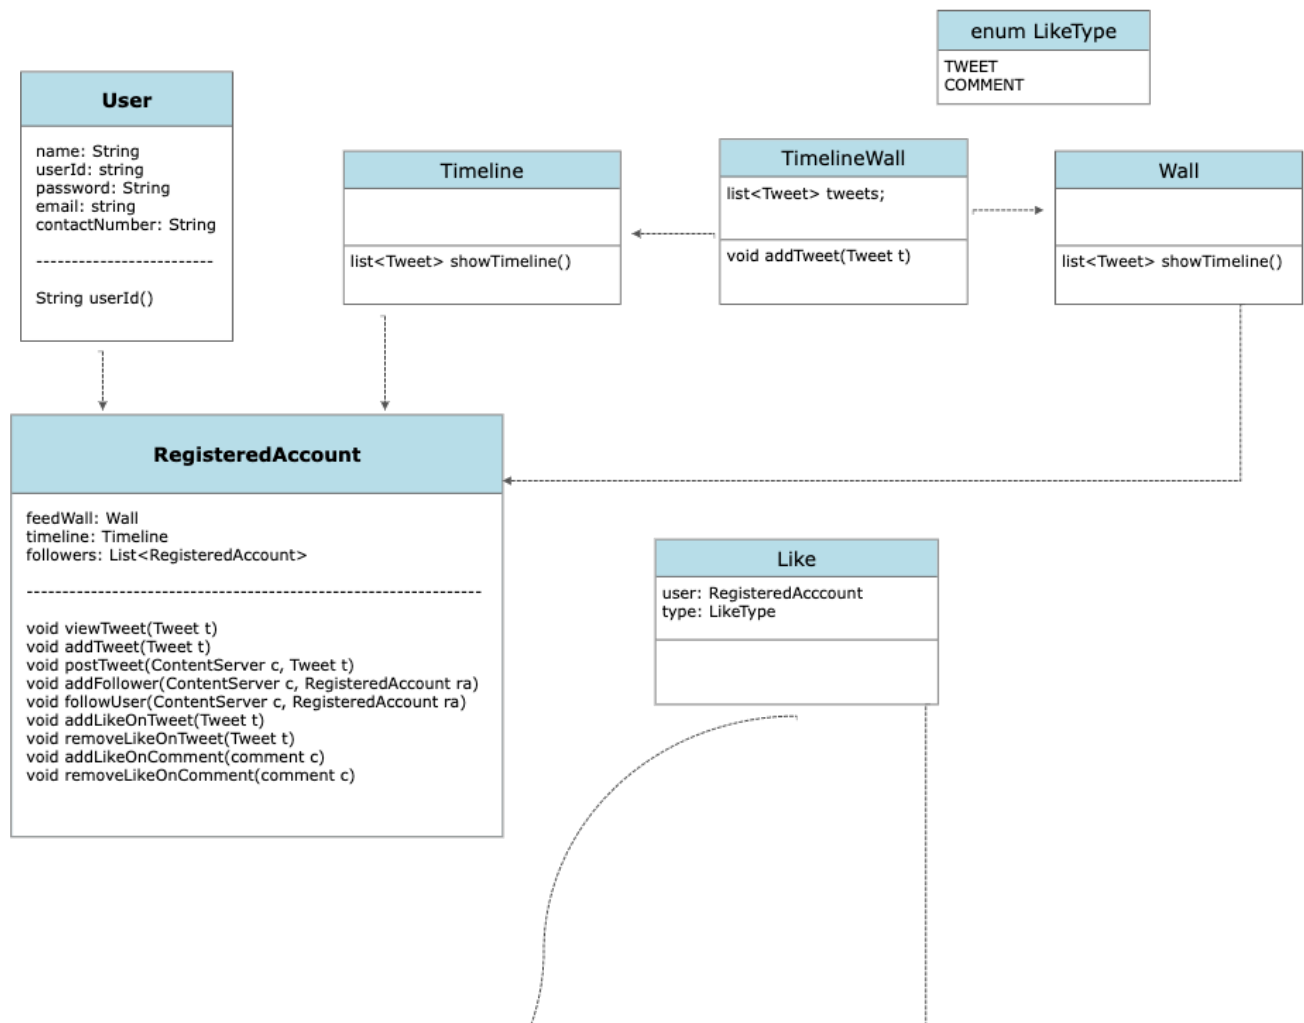 enum LikeType
TWEET
COMMENT
User
name: String
userId: string
password: String
email: string
contactNumber: String
-------------------------
String userId()
Timeline
list<Tweet> showTimeline()
TimelineWall
list<Tweet> tweets;
void addTweet(Tweet t)
Wall
list<Tweet> showTimeline()
RegisteredAccount
feedWall: Wall
timeline: Timeline
followers: List<RegisteredAccount>
----------------------------------------------------------------
void viewTweet(Tweet t)
void addTweet(Tweet t)
void postTweet(ContentServer c, Tweet t)
void addFollower(ContentServer c, RegisteredAccount ra)
void followUser(ContentServer c, RegisteredAccount ra)
void addLikeOnTweet(Tweet t)
void removeLikeOnTweet(Tweet t)
void addLikeOnComment(comment c)
void removeLikeOnComment(comment c)
Like
user: RegisteredAcccount
type: LikeType